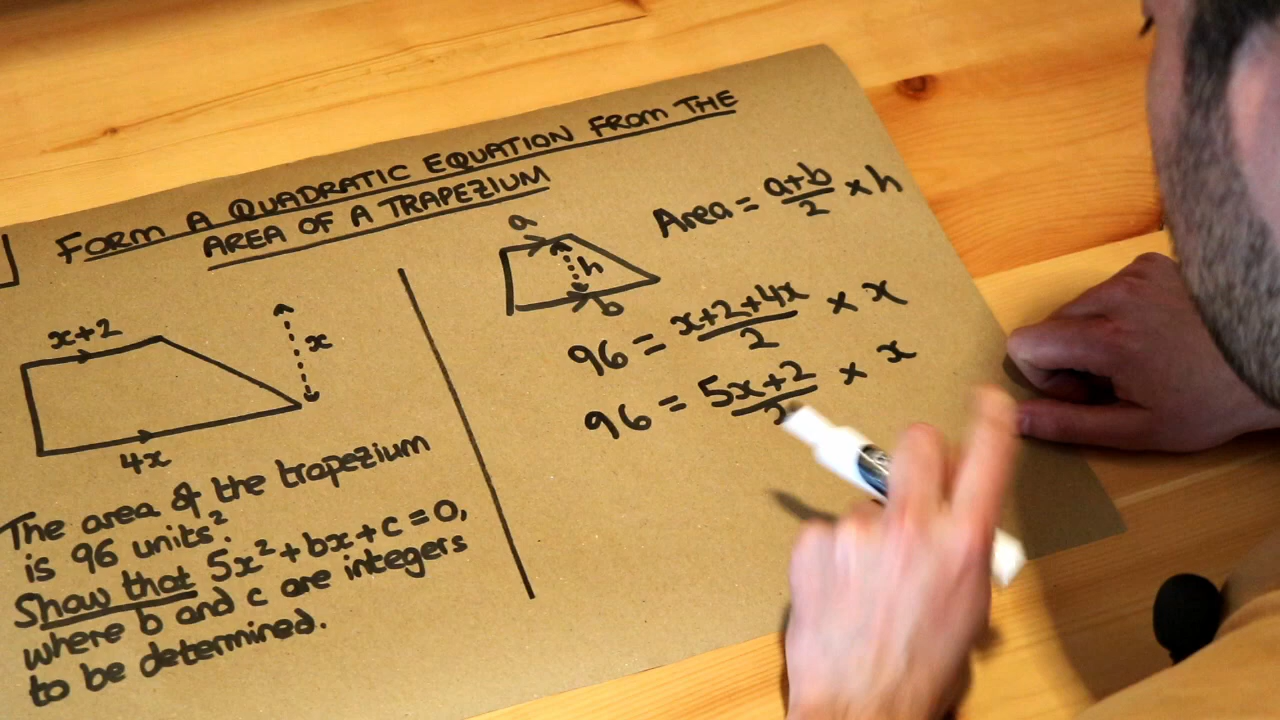 FORM A QUADRATIC EQUATION FROM THE
AREA OF A TRAPEZIUM
x+2
x
4x
The area of the trapezium
is 96 units².
Show that 5x² + bx + c = 0,
where b and c are integers
to be determined.
a
h
b
Area = a+b/2 × h
96 = x+2+4x/2 × x
96 = 5x+2/2 × x